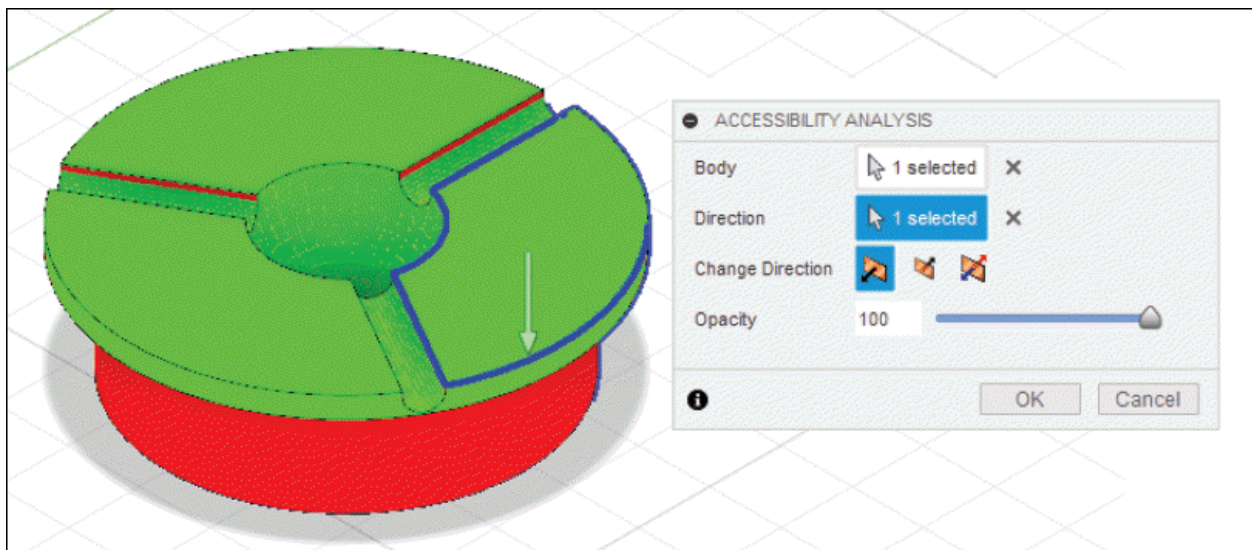 ACCESSIBILITY ANALYSIS
Body 1 selected
Direction 1 selected
Change Direction
Opacity 100
OK Cancel